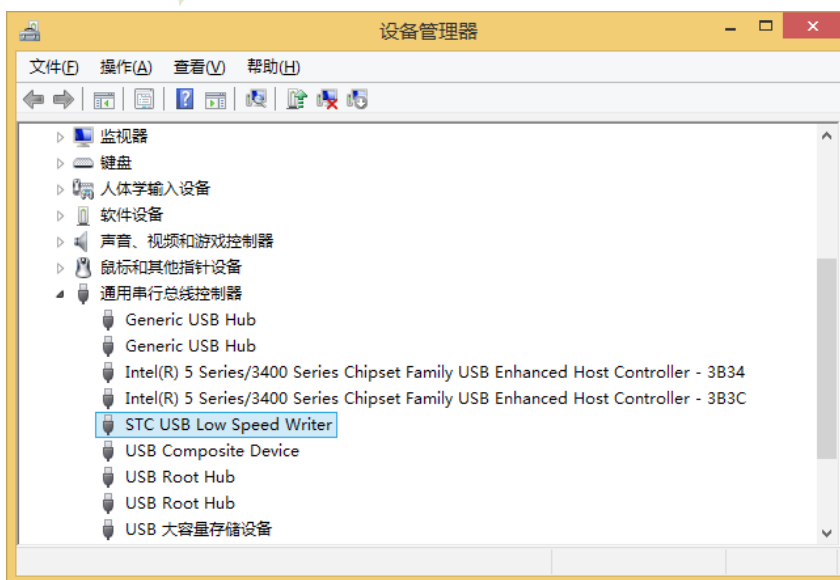 设备管理器
文件(F) 操作(A) 查看(V) 帮助(H)
监视器
键盘
人体学输入设备
软件设备
声音、视频和游戏控制器
鼠标和其他指针设备
通用串行总线控制器
Generic USB Hub
Generic USB Hub
Intel(R) 5 Series/3400 Series Chipset Family USB Enhanced Host Controller - 3B34
Intel(R) 5 Series/3400 Series Chipset Family USB Enhanced Host Controller - 3B3C
STC USB Low Speed Writer
USB Composite Device
USB Root Hub
USB Root Hub
USB 大容量存储设备